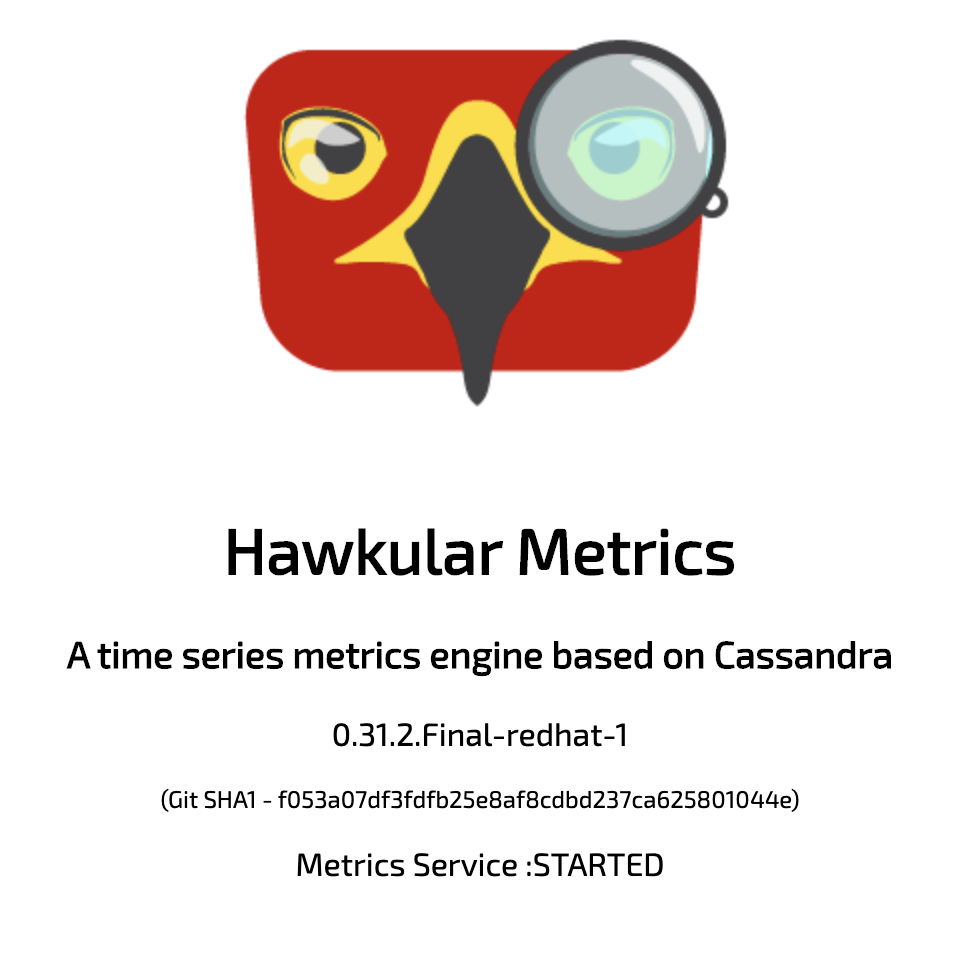 Hawkular Metrics
A time series metrics engine based on Cassandra
0.31.2.Final-redhat-1
(Git SHA1 - f053a07df3fdfb25e8af8cdbd237ca625801044e)
Metrics Service :STARTED